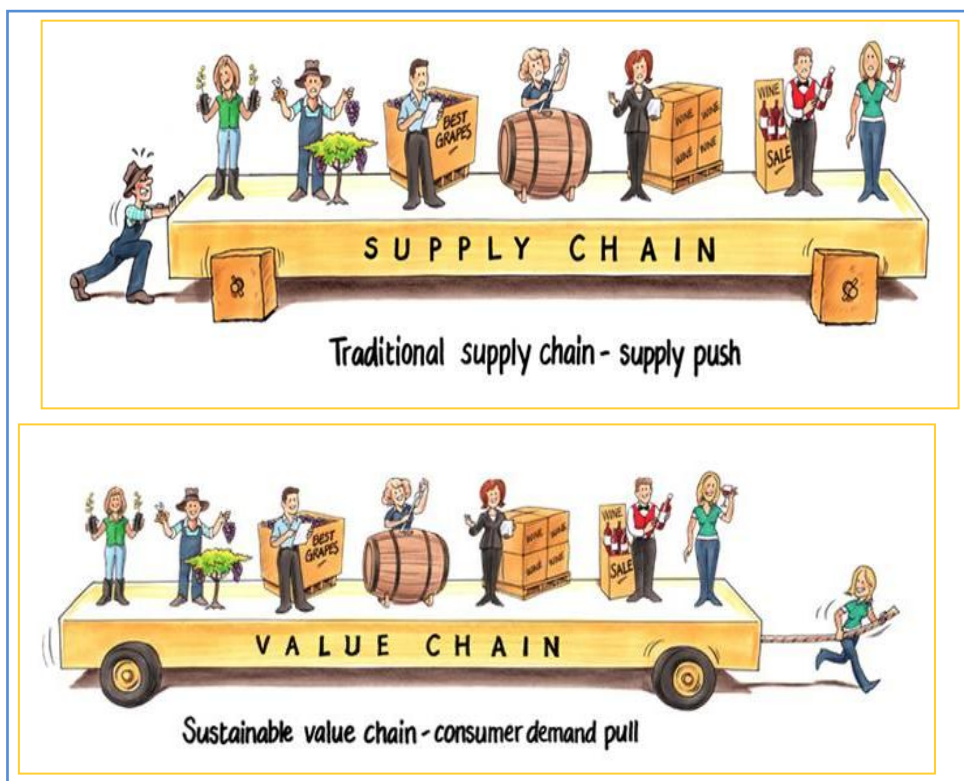 BEST
GRAPES
WINE
WINE
WINE
WINE
WINE
SALE
SUPPLY CHAIN
Traditional supply chain - supply push
BEST
GRAPES
WINE
WINE
WINE
WINE
WINE
SALE
VALUE CHAIN
Sustainable value chain - consumer demand pull